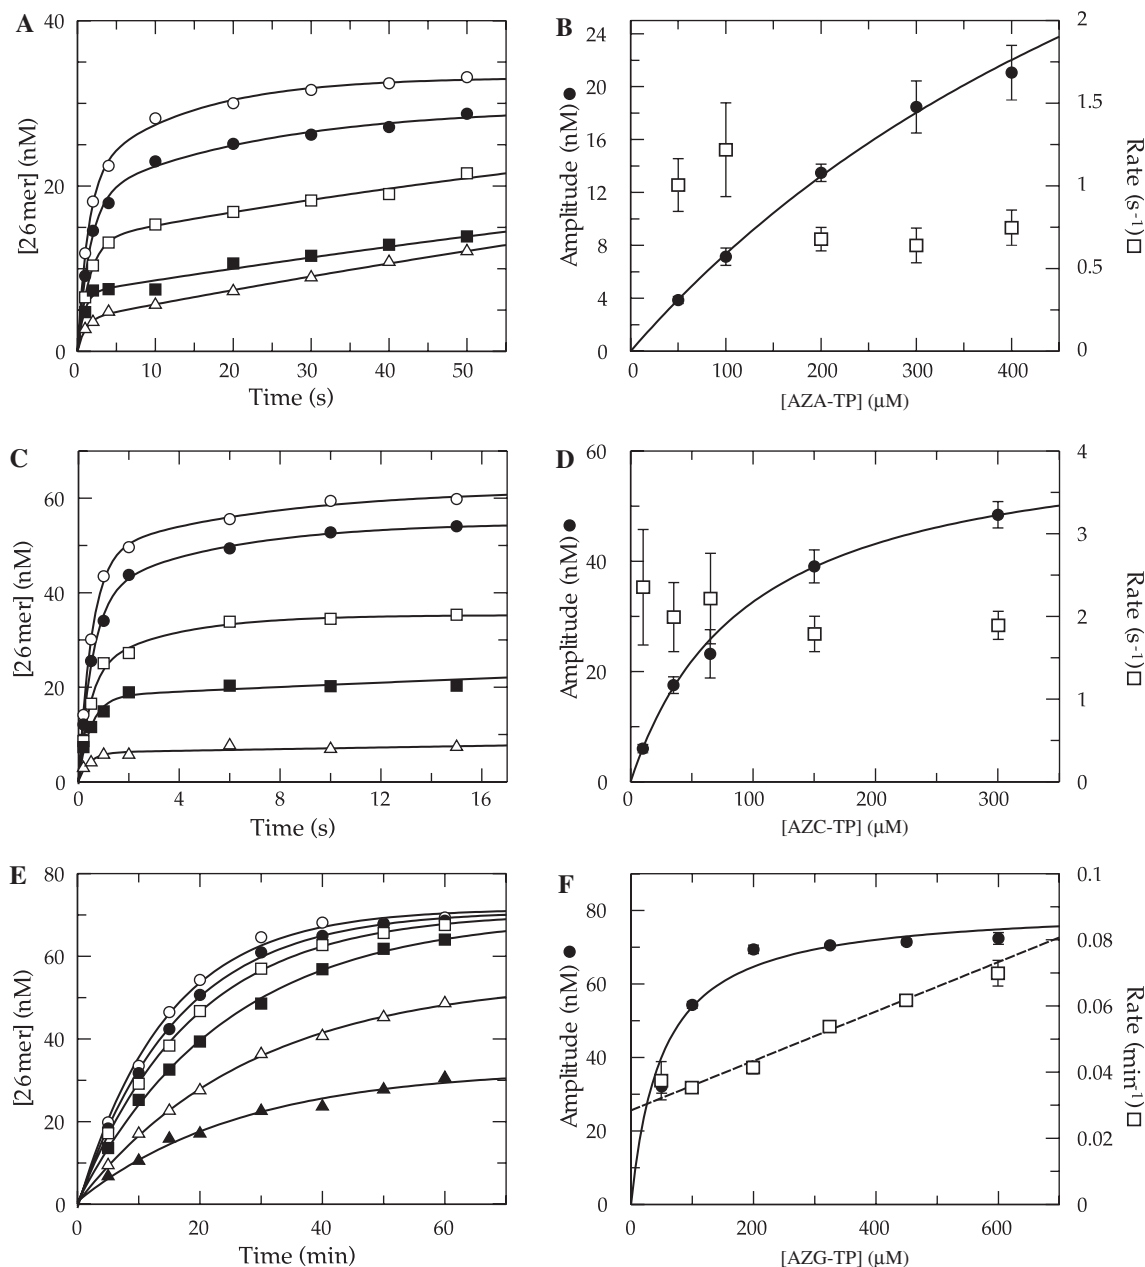 A
[26mer] (nM)
40
20
0
0 10 20 30 40 50
Time (s)
B
Amplitude (nM) ●
24
20
16
12
8
4
0
0 100 200 300 400
[AZA-TP] (μM)
2
1.5
1
0.5
0
Rate (s-1) □
C
[26mer] (nM)
60
40
20
0
0 4 8 12 16
Time (s)
D
Amplitude (nM) ●
60
40
20
0
0 100 200 300
[AZC-TP] (μM)
4
3
2
1
0
Rate (s-1) □
E
[26mer] (nM)
80
60
40
20
0
0 20 40 60
Time (min)
F
Amplitude (nM) ●
80
60
40
20
0
0 200 400 600
[AZG-TP] (μM)
0.1
0.08
0.06
0.04
0.02
0
Rate (min-1) □